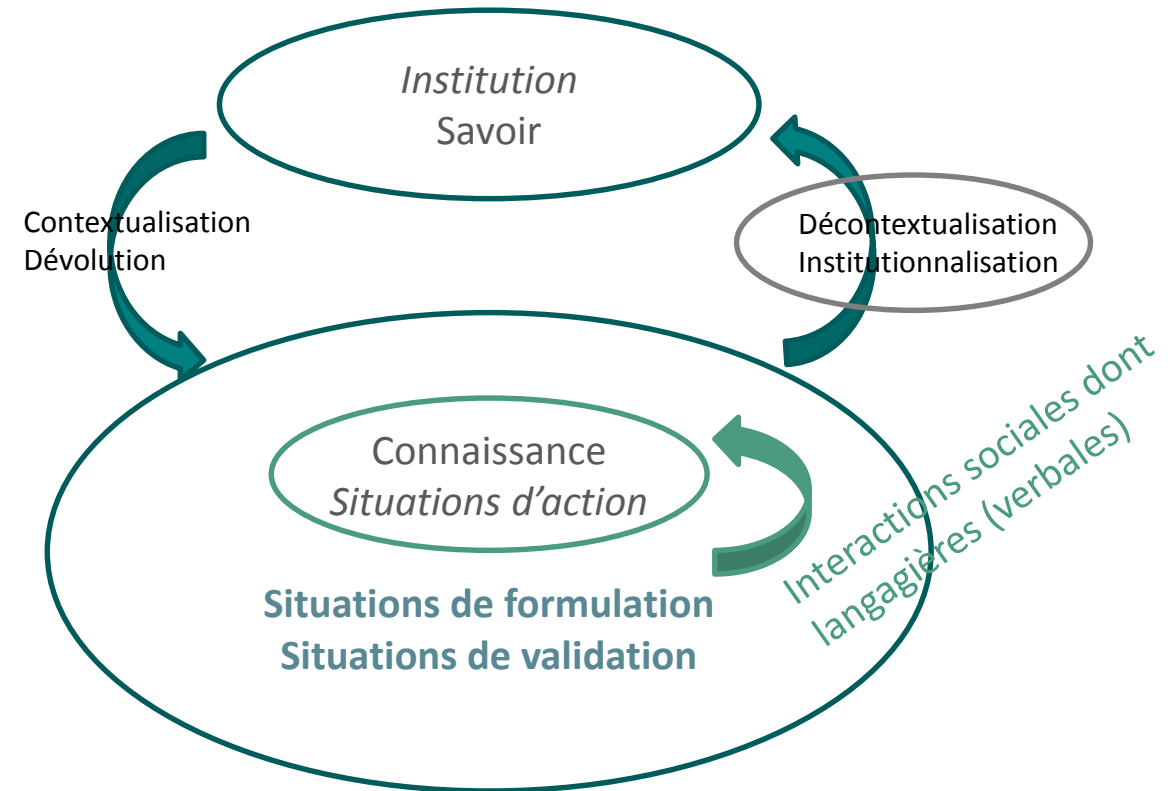 Institution
Savoir
Contextualisation
Dévolution
Décontextualisation
Institutionnalisation
Connaissance
Situations d’action
Situations de formulation
Situations de validation
Interactions sociales dont
langagières (verbales)